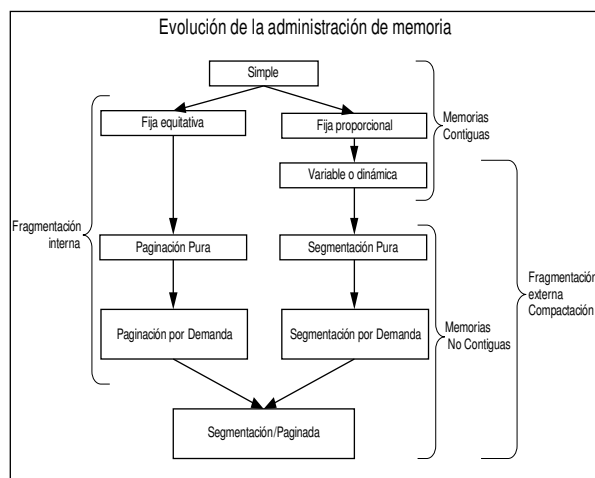 Evolución de la administración de memoria
Simple
Fija equitativa
Fija proporcional
Memorias
Contiguas
Variable o dinámica
Fragmentación
interna
Paginación Pura
Segmentación Pura
Fragmentación
externa
Compactación
Paginación por Demanda
Segmentación por Demanda
Memorias
No Contiguas
Segmentación/Paginada